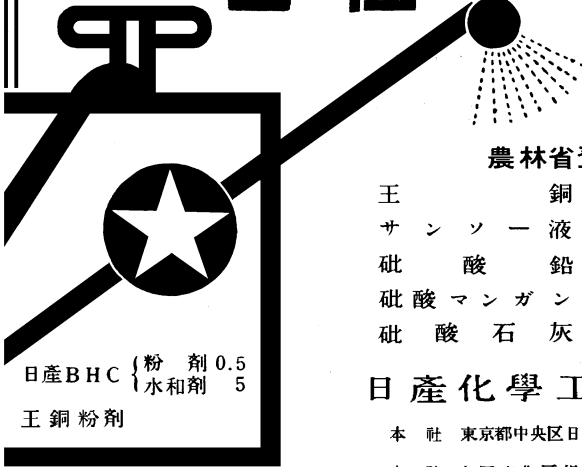 農林省
王銅
サンソー液
砒酸鉛
砒酸マンガン
砒酸石灰
日産BHC{粉剤0.5
水和剤 5
王銅粉剤
日産化學工
本社 東京都中央区日